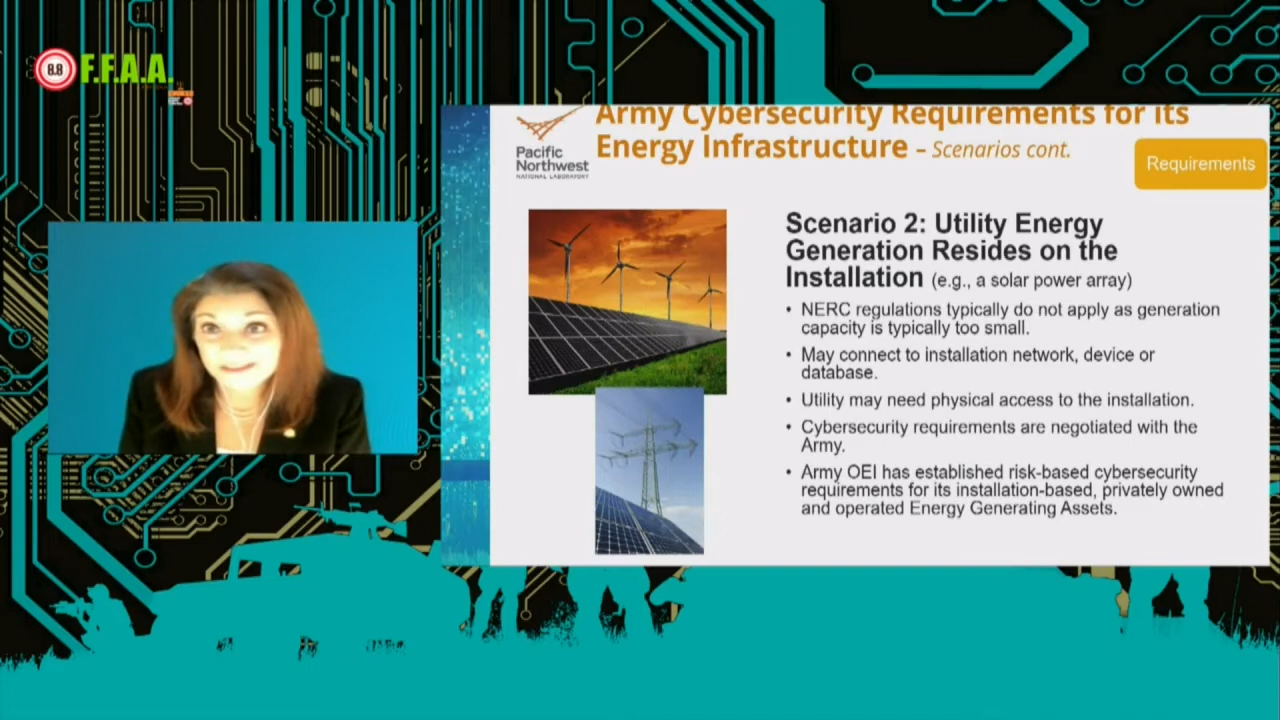 8.8 F.F.A.A.
Army Cybersecurity Requirements for its
Energy Infrastructure – Scenarios cont.
Pacific
Northwest
NATIONAL LABORATORY
Requirements
Scenario 2: Utility Energy
Generation Resides on the
Installation (e.g., a solar power array)
• NERC regulations typically do not apply as generation
capacity is typically too small.
• May connect to installation network, device or
database.
• Utility may need physical access to the installation.
• Cybersecurity requirements are negotiated with the
Army.
• Army OEI has established risk-based cybersecurity
requirements for its installation-based, privately owned
and operated Energy Generating Assets.